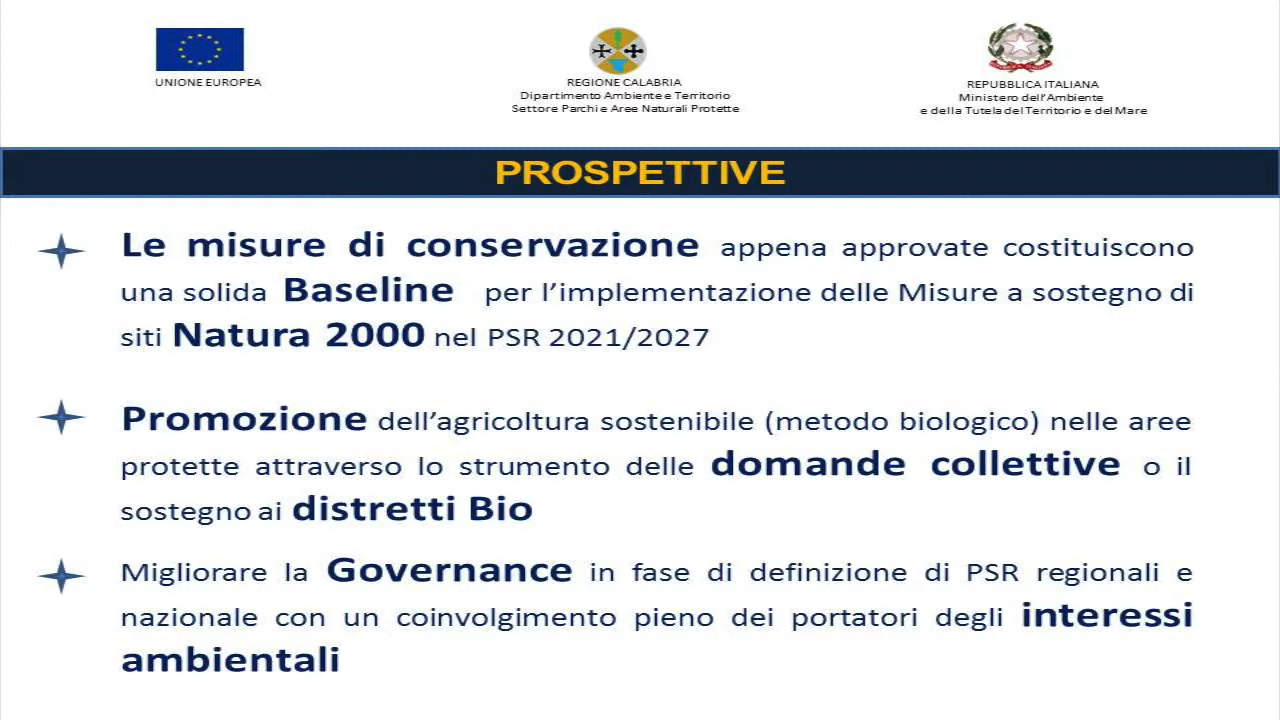 UNIONE EUROPEA
REGIONE CALABRIA
Dipartimento Ambiente e Territorio
Settore Parchi e Aree Naturali Protette
REPUBBLICA ITALIANA
Ministero dell'Ambiente
e della Tutela del Territorio e del Mare
PROSPETTIVE
Le misure di conservazione appena approvate costituiscono
una solida Baseline per l'implementazione delle Misure a sostegno di
siti Natura 2000 nel PSR 2021/2027
Promozione dell'agricoltura sostenibile (metodo biologico) nelle aree
protette attraverso lo strumento delle domande collettive o il
sostegno ai distretti Bio
Migliorare la Governance in fase di definizione di PSR regionali e
nazionale con un coinvolgimento pieno dei portatori degli interessi
ambientali